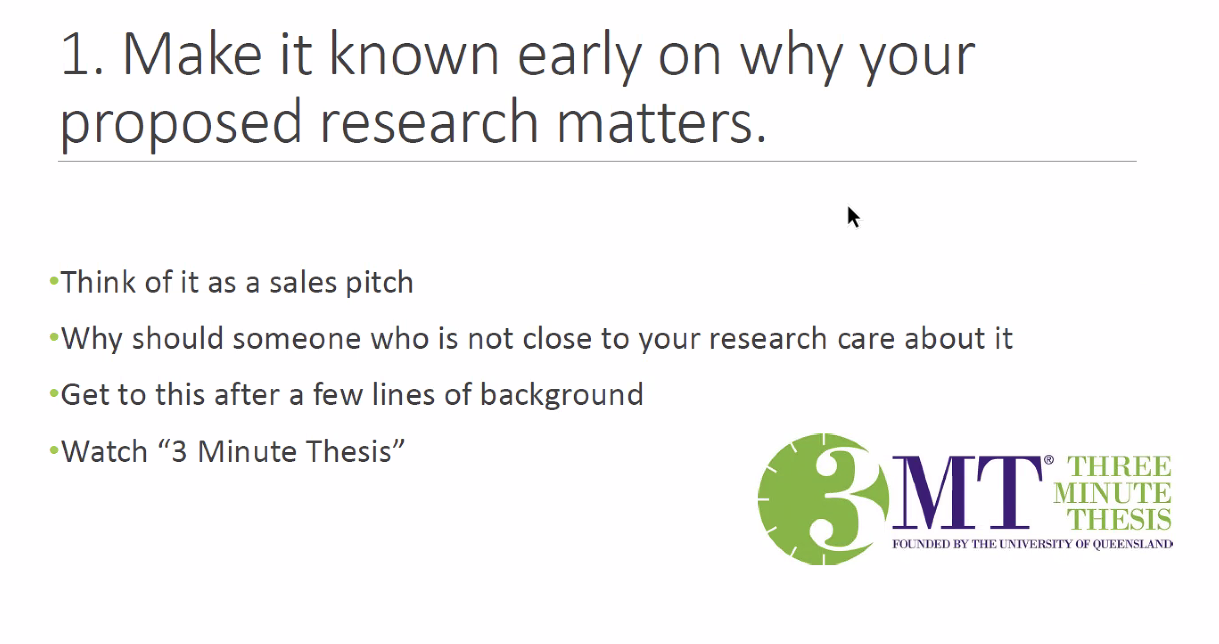 1. Make it known early on why your
proposed research matters.
•Think of it as a sales pitch
•Why should someone who is not close to your research care about it
•Get to this after a few lines of background
•Watch “3 Minute Thesis”
3MT® THREE
MINUTE
THESIS
FOUNDED BY THE UNIVERSITY OF QUEENSLAND